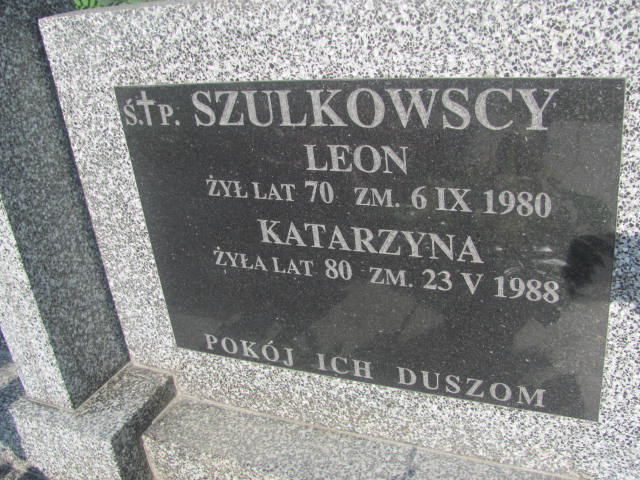 Ś.†P. SZULKOWSCY
LEON
ŻYŁ LAT 70 ZM. 6 IX 1980
KATARZYNA
ŻYŁA LAT 80 ZM. 23 V 1988
POKÓJ ICH DUSZOM